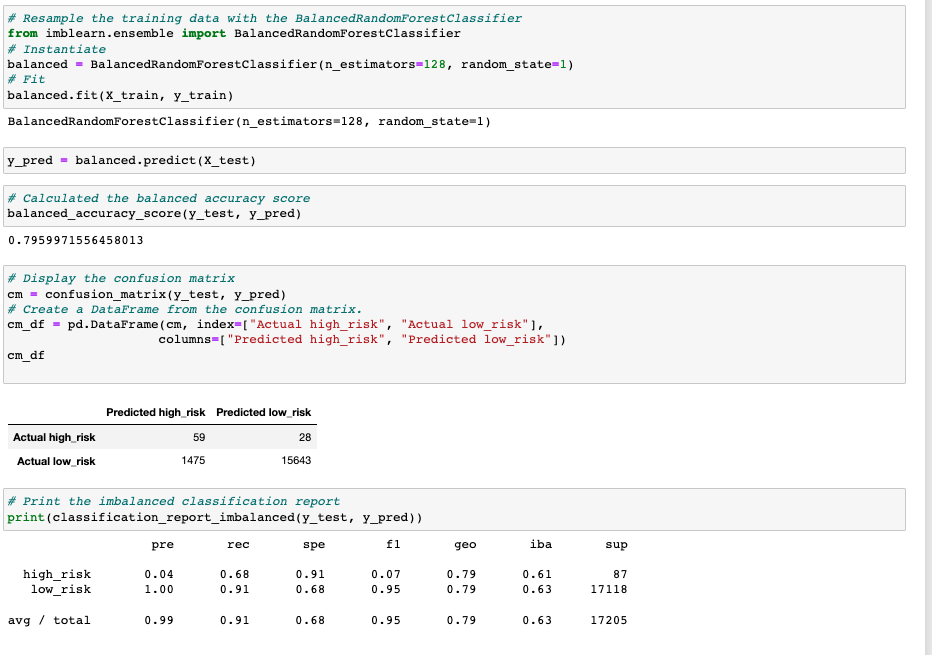 # Resample the training data with the BalancedRandomForestClassifier
from imblearn.ensemble import BalancedRandomForestClassifier
# Instantiate
balanced = BalancedRandomForestClassifier(n_estimators=128, random_state=1)
# Fit
balanced.fit(X_train, y_train)
BalancedRandomForestClassifier(n_estimators=128, random_state=1)
y_pred = balanced.predict(X_test)
# Calculated the balanced accuracy score
balanced_accuracy_score(y_test, y_pred)
0.7959971556458013
# Display the confusion matrix
cm = confusion_matrix(y_test, y_pred)
# Create a DataFrame from the confusion matrix.
cm_df = pd.DataFrame(cm, index=["Actual high_risk", "Actual low_risk"],
                    columns=["Predicted high_risk", "Predicted low_risk"])
cm_df
Predicted high_risk Predicted low_risk
Actual high_risk 59 28
Actual low_risk 1475 15643
# Print the imbalanced classification report
print(classification_report_imbalanced(y_test, y_pred))
pre rec spe f1 geo iba sup
high_risk 0.04 0.68 0.91 0.07 0.79 0.61 87
low_risk 1.00 0.91 0.68 0.95 0.79 0.63 17118
avg / total 0.99 0.91 0.68 0.95 0.79 0.63 17205